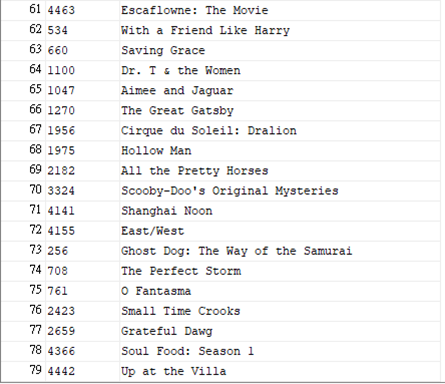 61 4463 Escaflowne: The Movie
62 534 With a Friend Like Harry
63 660 Saving Grace
64 1100 Dr. T & the Women
65 1047 Aimee and Jaguar
66 1270 The Great Gatsby
67 1956 Cirque du Soleil: Dralion
68 1975 Hollow Man
69 2182 All the Pretty Horses
70 3324 Scooby-Doo's Original Mysteries
71 4141 Shanghai Noon
72 4155 East/West
73 256 Ghost Dog: The Way of the Samurai
74 708 The Perfect Storm
75 761 O Fantasma
76 2423 Small Time Crooks
77 2659 Grateful Dawg
78 4366 Soul Food: Season 1
79 4442 Up at the Villa